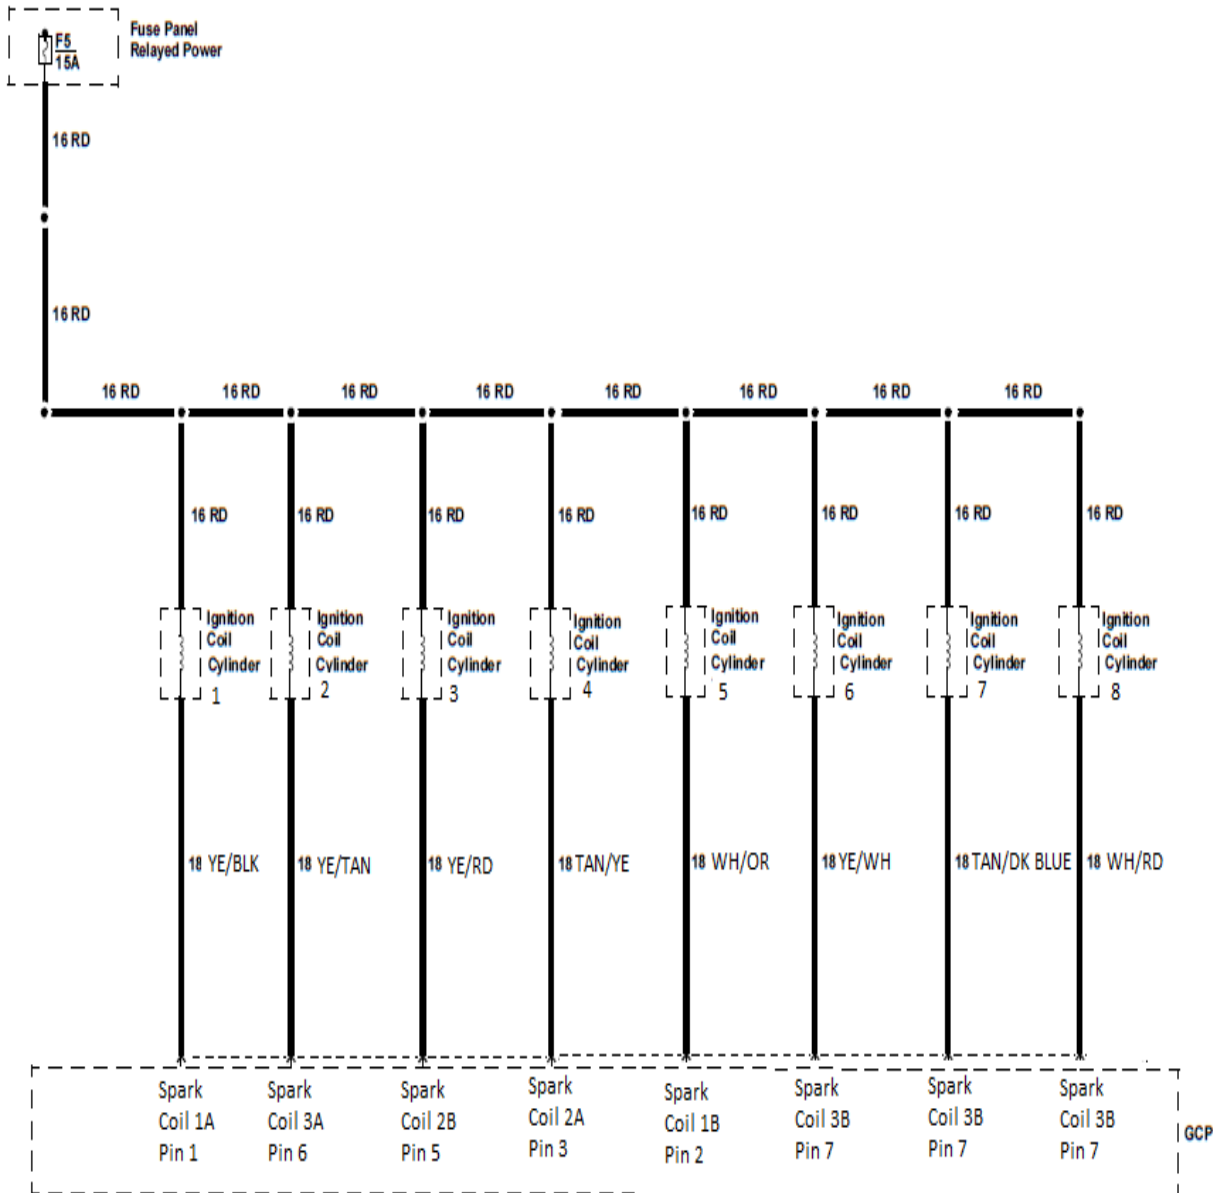 Fuse Panel
Relayed Power
F5
15A
16 RD
16 RD
16 RD 16 RD 16 RD 16 RD 16 RD 16 RD 16 RD 16 RD
16 RD 16 RD 16 RD 16 RD 16 RD 16 RD 16 RD 16 RD
Ignition Ignition Ignition Ignition Ignition Ignition Ignition Ignition
Coil Coil Coil Coil Coil Coil Coil Coil
Cylinder Cylinder Cylinder Cylinder Cylinder Cylinder Cylinder Cylinder
1 2 3 4 5 6 7 8
18 YE/BLK 18 YE/TAN 18 YE/RD 18 TAN/YE 18 WH/OR 18 YE/WH 18 TAN/DK BLUE 18 WH/RD
Spark Spark Spark Spark Spark Spark Spark Spark
Coil 1A Coil 3A Coil 2B Coil 2A Coil 1B Coil 3B Coil 3B Coil 3B
Pin 1 Pin 6 Pin 5 Pin 3 Pin 2 Pin 7 Pin 7 Pin 7
GCP